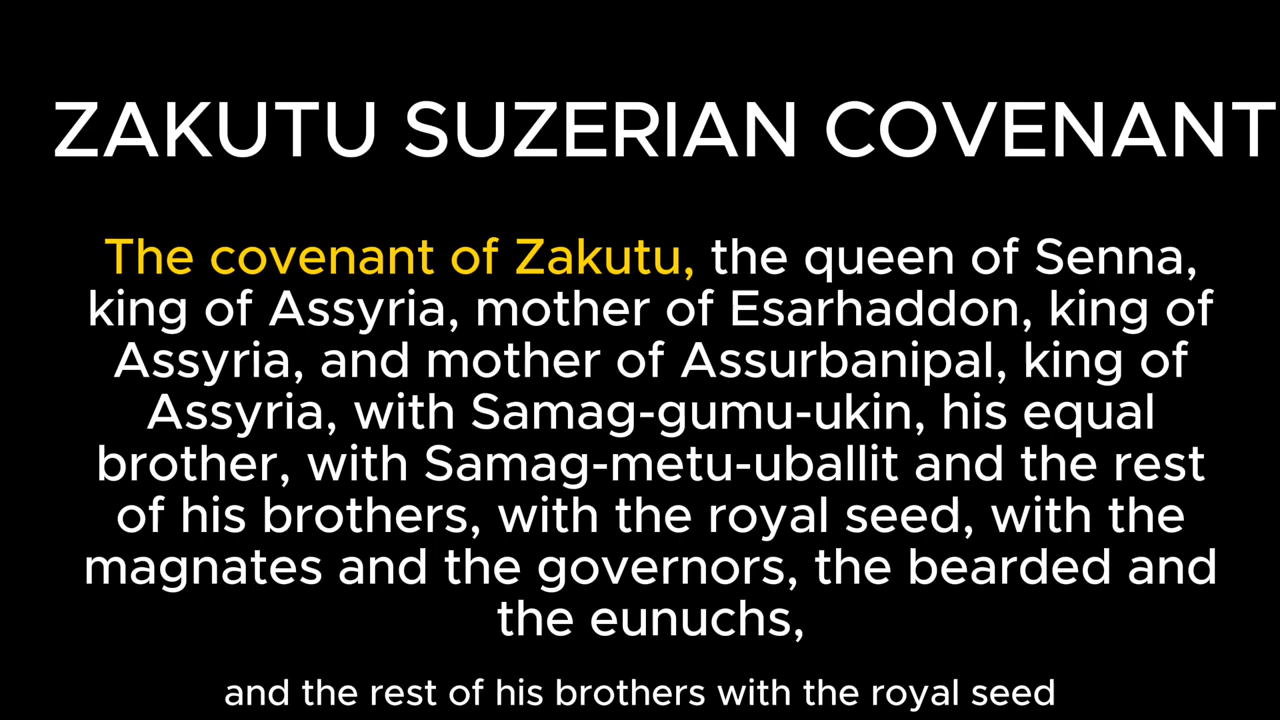 ZAKUTU SUZERIAN COVENANT
The covenant of Zakutu, the queen of Senna,
king of Assyria, mother of Esarhaddon, king of
Assyria, and mother of Assurbanipal, king of
Assyria, with Samag-gumu-ukin, his equal
brother, with Samag-metu-uballit and the rest
of his brothers, with the royal seed, with the
magnates and the governors, the bearded and
the eunuchs,
and the rest of his brothers with the royal seed